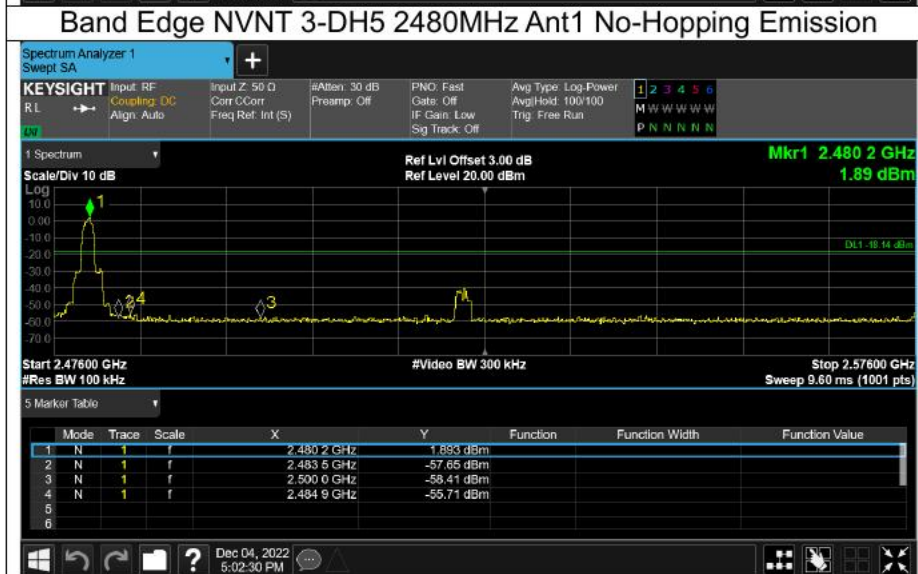 Band Edge NVNT 3-DH5 2480MHz Ant1 No-Hopping Emission
Spectrum Analyzer 1
Swept SA
+
KEYSIGHT Input: RF Input Z: 50 Ω #Atten: 30 dB PNO: Fast Avg Type: Log-Power 1 2 3 4 5 6
R L Coupling: DC Corr CCorr Preamp: Off Gate: Off Avg|Hold: 100/100 M W W W W W
Align: Auto Freq Ref: Int (S) IF Gain: Low Trig: Free Run
Sig Track: Off P N N N N N
1 Spectrum Ref Lvl Offset 3.00 dB Mkr1 2.480 2 GHz
Scale/Div 10 dB Ref Level 20.00 dBm 1.89 dBm
Log
10.0
0.00
-10.0
DL1 -18.14 dBm
-20.0
-30.0
-40.0
-50.0
-60.0
-70.0
1
2 4
3
Start 2.47600 GHz #Video BW 300 kHz Stop 2.57600 GHz
#Res BW 100 kHz Sweep 9.60 ms (1001 pts)
5 Marker Table
Mode Trace Scale X Y Function Function Width Function Value
1 N 1 f 2.480 2 GHz 1.893 dBm
2 N 1 f 2.483 5 GHz -57.65 dBm
3 N 1 f 2.500 0 GHz -58.41 dBm
4 N 1 f 2.484 9 GHz -55.71 dBm
5
6
? Dec 04, 2022
5:02:30 PM